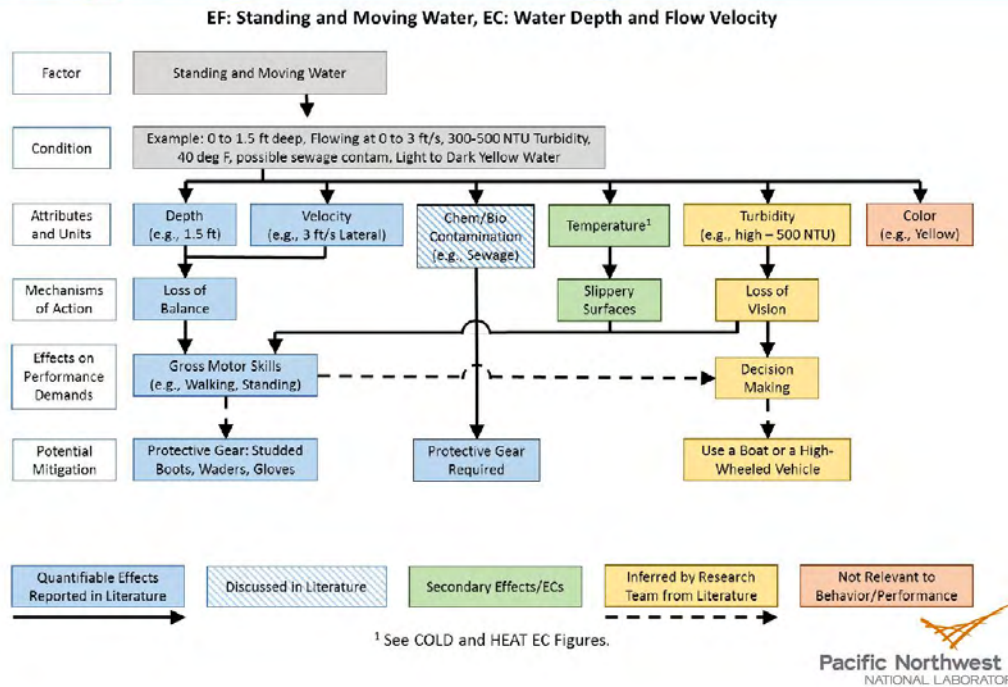 EF: Standing and Moving Water, EC: Water Depth and Flow Velocity
Factor
Standing and Moving Water
Condition
Example: 0 to 1.5 ft deep, Flowing at 0 to 3 ft/s, 300-500 NTU Turbidity,
40 deg F, possible sewage contam, Light to Dark Yellow Water
Attributes
and Units
Depth
(e.g., 1.5 ft)
Velocity
(e.g., 3 ft/s Lateral)
Chem/Bio
Contamination
(e.g., Sewage)
Temperature¹
Turbidity
(e.g., high – 500 NTU)
Color
(e.g., Yellow)
Mechanisms
of Action
Loss of
Balance
Slippery
Surfaces
Loss of
Vision
Effects on
Performance
Demands
Gross Motor Skills
(e.g., Walking, Standing)
Decision
Making
Potential
Mitigation
Protective Gear: Studded
Boots, Waders, Gloves
Protective Gear
Required
Use a Boat or a High-
Wheeled Vehicle
Quantifiable Effects
Reported in Literature
Discussed in Literature
Secondary Effects/ECs
Inferred by Research
Team from Literature
Not Relevant to
Behavior/Performance
¹ See COLD and HEAT EC Figures.
Pacific Northwest
NATIONAL LABORATO